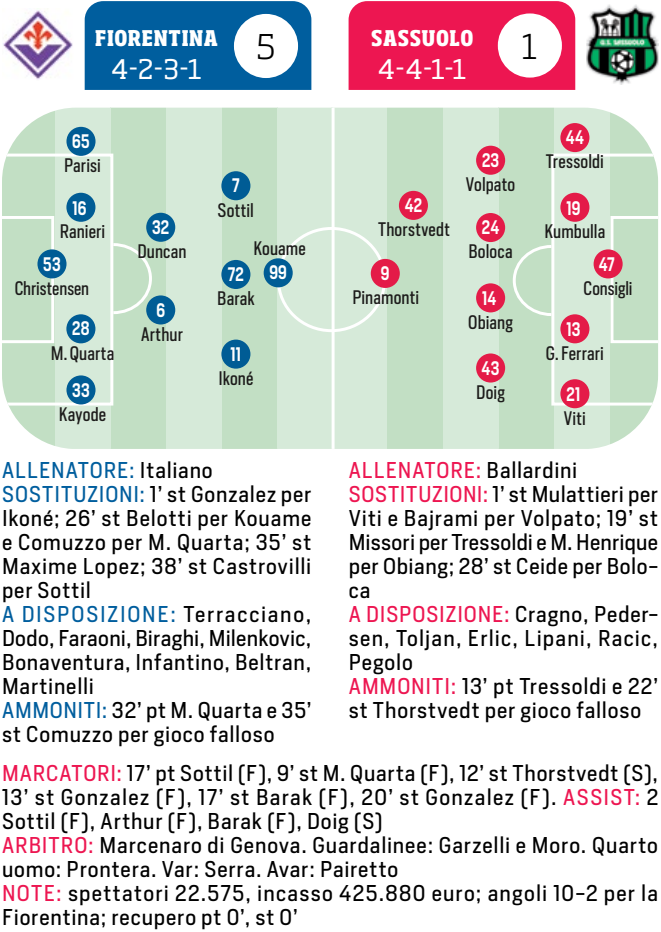 FIORENTINA
4-2-3-1
5
SASSUOLO
4-4-1-1
1
G.S. SASSUOLO
65
Parisi
16
Ranieri
53
Christensen
28
M. Quarta
33
Kayode
32
Duncan
6
Arthur
7
Sottil
72
Barak
11
Ikoné
Kouame
99
9
Pinamonti
42
Thorstvedt
23
Volpato
24
Boloca
14
Obiang
43
Doig
44
Tressoldi
19
Kumbulla
47
Consigli
13
G. Ferrari
21
Viti
ALLENATORE: Italiano
SOSTITUZIONI: 1’ st Gonzalez per
Ikoné; 26’ st Belotti per Kouame
e Comuzzo per M. Quarta; 35’ st
Maxime Lopez; 38’ st Castrovilli
per Sottil
A DISPOSIZIONE: Terracciano,
Dodo, Faraoni, Biraghi, Milenkovic,
Bonaventura, Infantino, Beltran,
Martinelli
AMMONITI: 32’ pt M. Quarta e 35’
st Comuzzo per gioco falloso
ALLENATORE: Ballardini
SOSTITUZIONI: 1’ st Mulattieri per
Viti e Bajrami per Volpato; 19’ st
Missori per Tressoldi e M. Henrique
per Obiang; 28’ st Ceide per Bolo-
ca
A DISPOSIZIONE: Cragno, Peder-
sen, Toljan, Erlic, Lipani, Racic,
Pegolo
AMMONITI: 13’ pt Tressoldi e 22’
st Thorstvedt per gioco falloso
MARCATORI: 17’ pt Sottil (F), 9’ st M. Quarta (F), 12’ st Thorstvedt (S),
13’ st Gonzalez (F), 17’ st Barak (F), 20’ st Gonzalez (F). ASSIST: 2
Sottil (F), Arthur (F), Barak (F), Doig (S)
ARBITRO: Marcenaro di Genova. Guardalinee: Garzelli e Moro. Quarto
uomo: Prontera. Var: Serra. Avar: Pairetto
NOTE: spettatori 22.575, incasso 425.880 euro; angoli 10-2 per la
Fiorentina; recupero pt 0’, st 0’